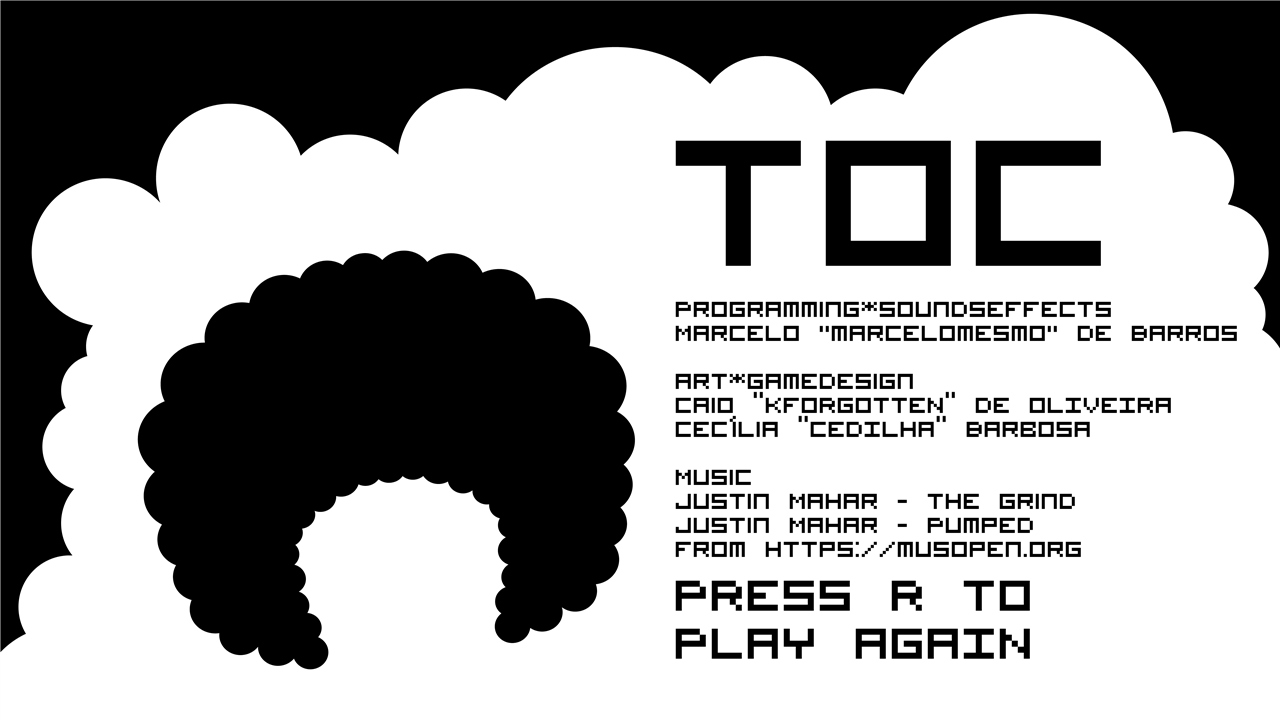 TOC
PROGRAMMING*SOUNDSEFFECTS
MARCELO "MARCELOMESMO" DE BARROS
ART*GAMEDESIGN
CAIO "KFORGOTTEN" DE OLIVEIRA
CECÍLIA "CEDILHA" BARBOSA
MUSIC
JUSTIN MAHAR - THE GRIND
JUSTIN MAHAR - PUMPED
FROM HTTPS://MUSOPEN.ORG
PRESS R TO
PLAY AGAIN